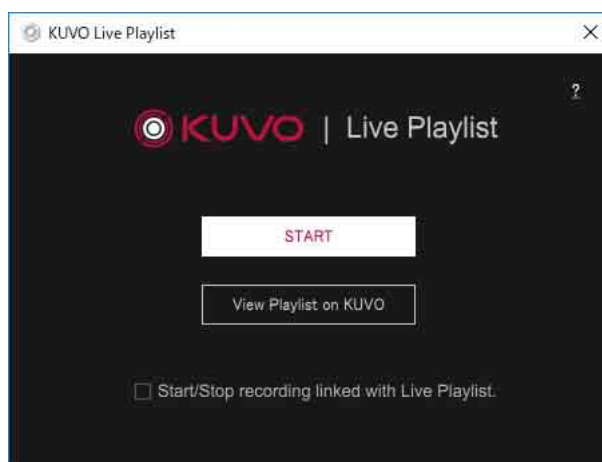 KUVO Live Playlist
?
KUVO | Live Playlist
START
View Playlist on KUVO
Start/Stop recording linked with Live Playlist.